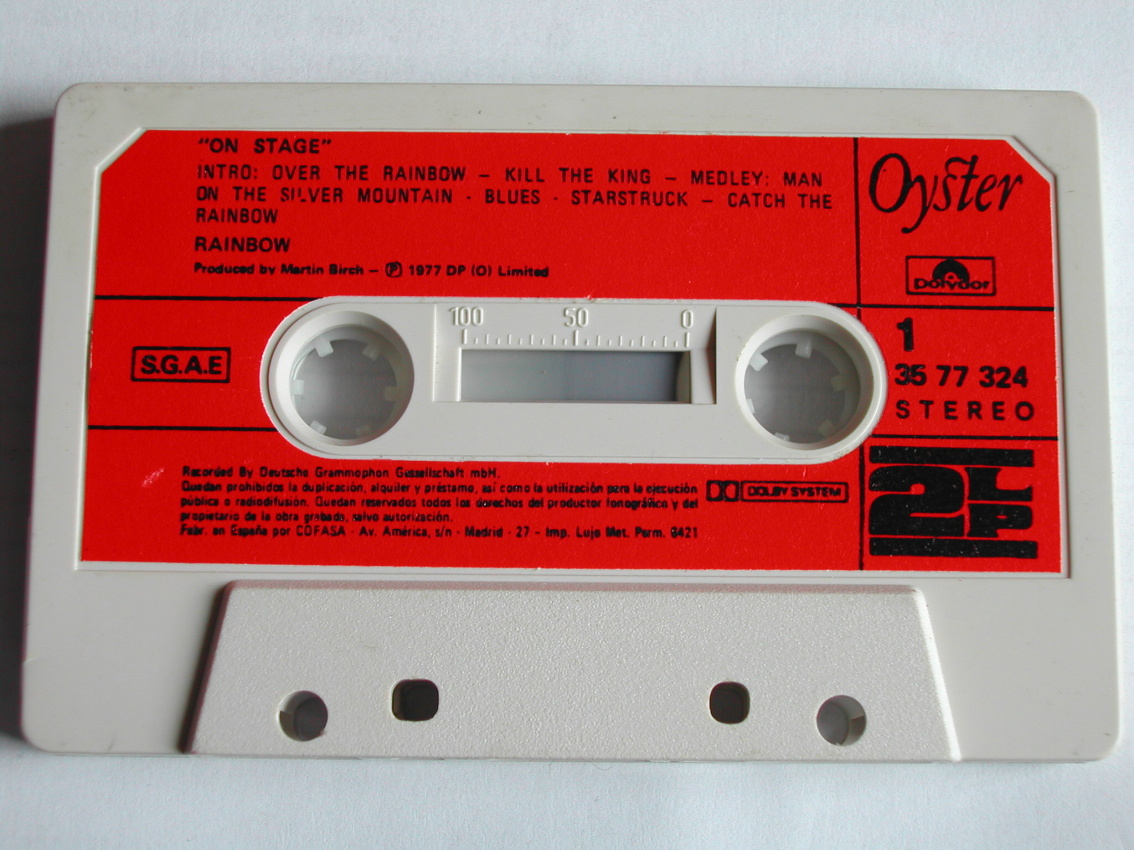 "ON STAGE"
INTRO: OVER THE RAINBOW – KILL THE KING – MEDLEY: MAN
ON THE SILVER MOUNTAIN - BLUES - STARSTRUCK – CATCH THE
RAINBOW
RAINBOW
Produced by Martin Birch – Ⓟ 1977 DP (O) Limited
Oyster
Polydor
100 50 0
S.G.A.E
1
35 77 324
STEREO
Recorded By Deutsche Grammophon Gessellschaft mbH.
Quedan prohibidos la duplicación, alquiler y préstamo, así como la utilización para la ejecución
pública o radiodifusión. Quedan reservados todos los derechos del productor fonográfico y del
propietario de la obra grabada, salvo autorización.
Fabr. en España por COFASA - Av. América, s/n - Madrid - 27 - Imp. Lujo Met. Perm. 8421
DOLBY SYSTEM
2 LP